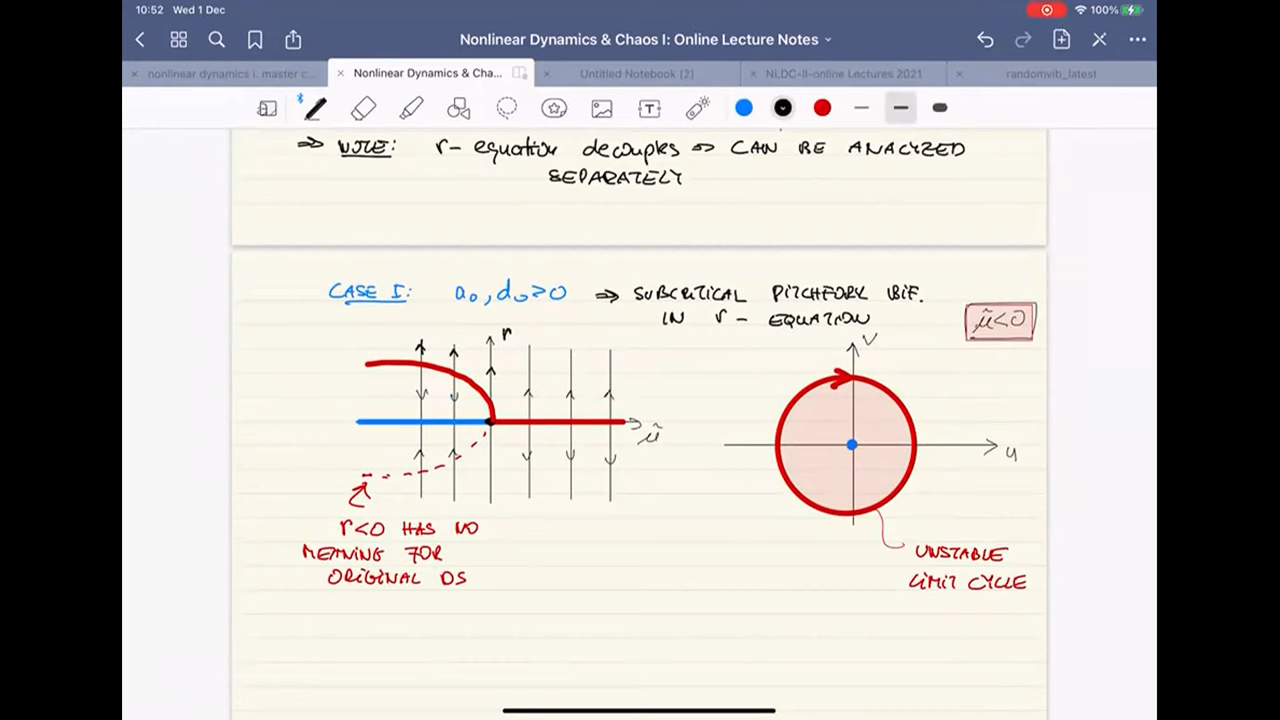 10:52 Wed 1 Dec
100%
Nonlinear Dynamics & Chaos I: Online Lecture Notes
nonlinear dynamics i. master c...
Nonlinear Dynamics & Cha...
Untitled Notebook (2)
NLDC-II-online Lectures 2021
randomvib_latest
T
⇒ NOTE: r- equation decouples ⇒ CAN BE ANALYZED
SEPARATELY
CASE I: a₀, d₀ > 0 ⇒ SUBCRITICAL PITCHFORK BIF.
IN r - EQUATION
μ̃<0
r
μ̃
v
u
r<0 HAS NO
MEANING FOR
ORIGINAL DS
UNSTABLE
LIMIT CYCLE